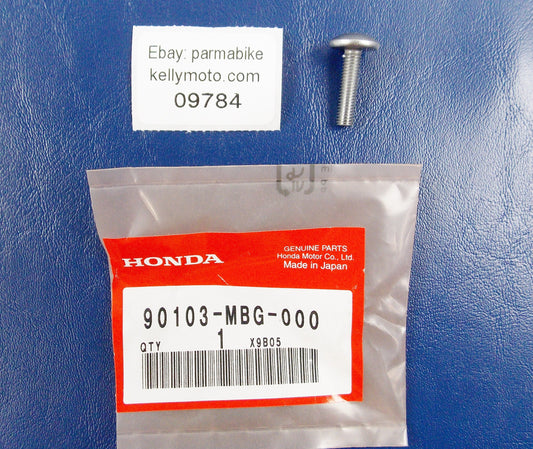 Ebay: parmabike
kellymoto.com
09784
HONDA
GENUINE PARTS
Honda Motor Co., Ltd.
Made in Japan
90103-MBG-000
QTY 1 X9B05